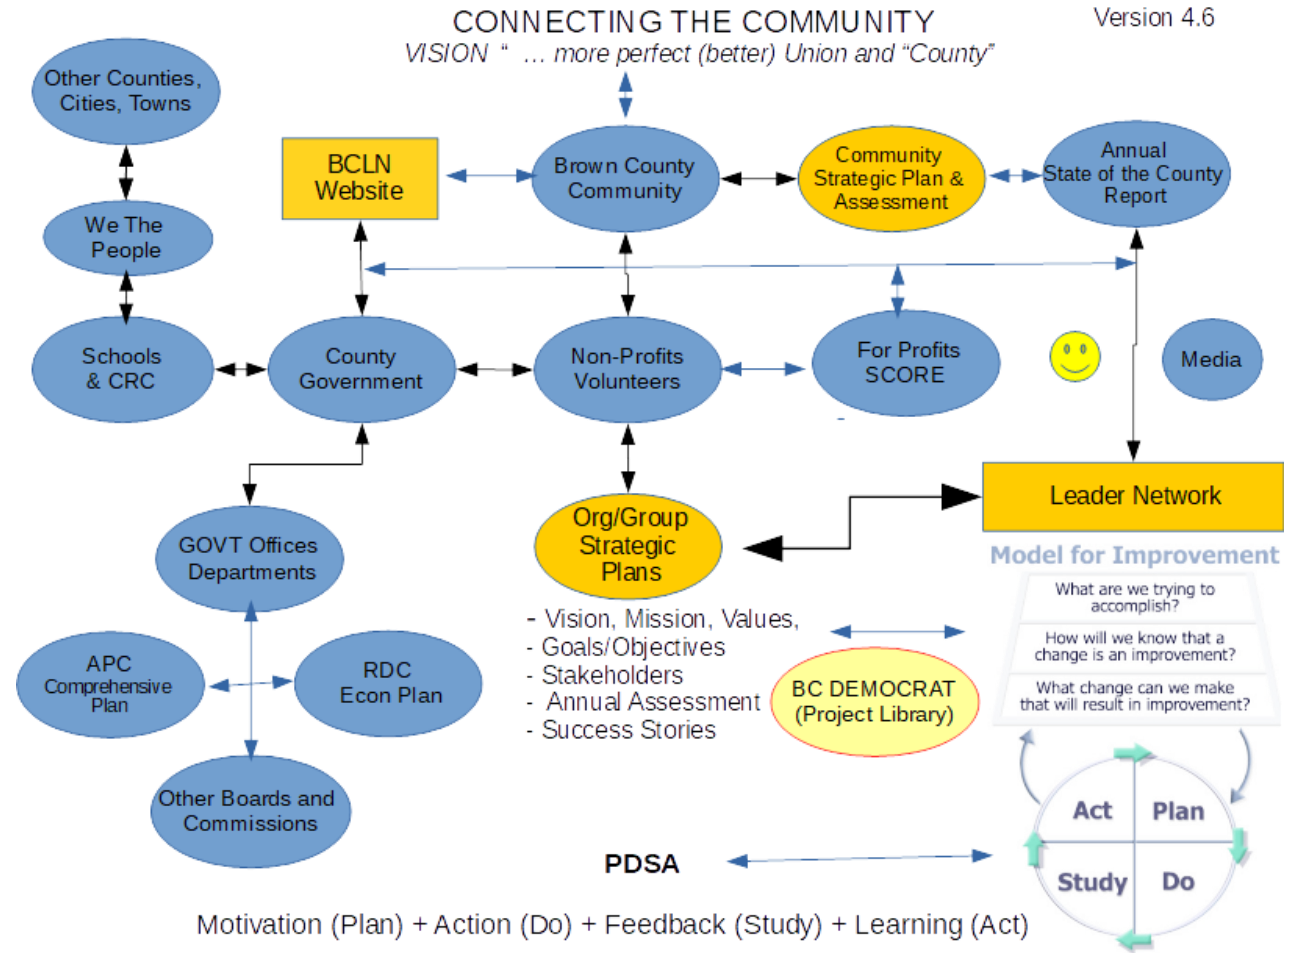 CONNECTING THE COMMUNITY
Version 4.6
VISION “ … more perfect (better) Union and “County”
Other Counties,
Cities, Towns
BCLN
Website
Brown County
Community
Community
Strategic Plan &
Assessment
Annual
State of the County
Report
We The
People
Schools
& CRC
County
Government
Non-Profits
Volunteers
For Profits
SCORE
Media
Leader Network
Org/Group
Strategic
Plans
GOVT Offices
Departments
Model for Improvement
What are we trying to
accomplish?
How will we know that a
change is an improvement?
What change can we make
that will result in improvement?
- Vision, Mission, Values,
- Goals/Objectives
- Stakeholders
- Annual Assessment
- Success Stories
APC
Comprehensive
Plan
RDC
Econ Plan
BC DEMOCRAT
(Project Library)
Other Boards and
Commissions
Act
Plan
Study
Do
PDSA
Motivation (Plan) + Action (Do) + Feedback (Study) + Learning (Act)